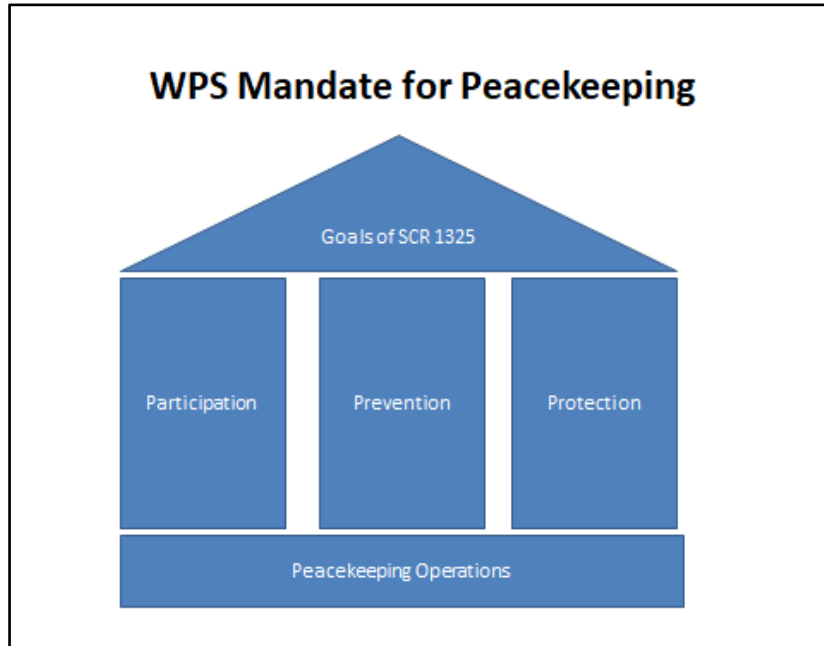 WPS Mandate for Peacekeeping
Goals of SCR 1325
Participation
Prevention
Protection
Peacekeeping Operations